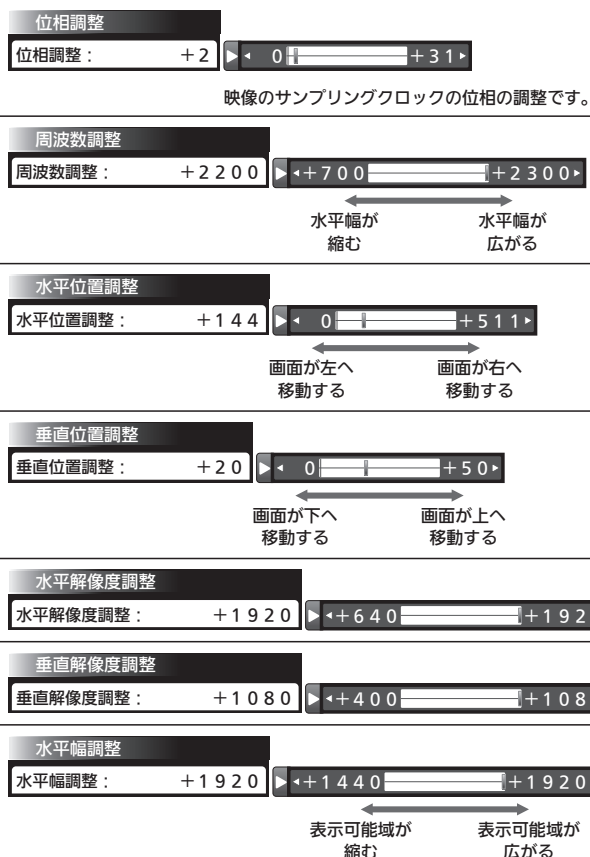 位相調整
位相調整： +2 0 +31
映像のサンプリングクロックの位相の調整です。
周波数調整
周波数調整： +2200 +700 +2300
水平幅が 水平幅が
縮む 広がる
水平位置調整
水平位置調整： +144 0 +511
画面が左へ 画面が右へ
移動する 移動する
垂直位置調整
垂直位置調整： +20 0 +50
画面が下へ 画面が上へ
移動する 移動する
水平解像度調整
水平解像度調整： +1920 +640 +192
垂直解像度調整
垂直解像度調整： +1080 +400 +108
水平幅調整
水平幅調整： +1920 +1440 +1920
表示可能域が 表示可能域が
縮む 広がる